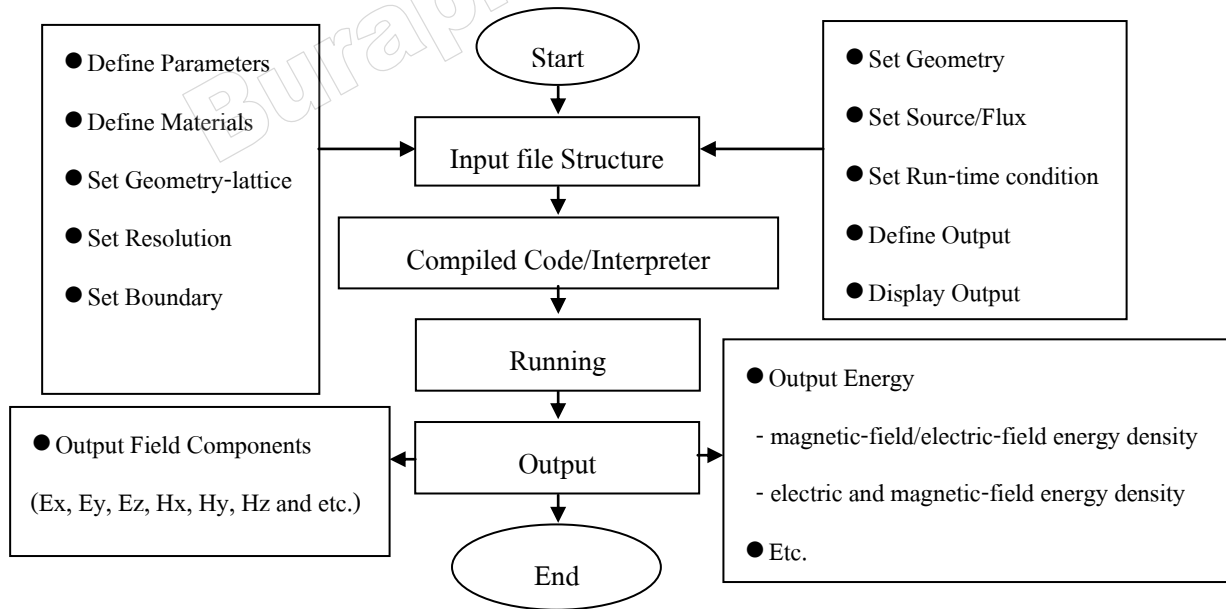 Start
● Define Parameters
● Define Materials
● Set Geometry-lattice
● Set Resolution
● Set Boundary
Input file Structure
● Set Geometry
● Set Source/Flux
● Set Run-time condition
● Define Output
● Display Output
Compiled Code/Interpreter
Running
Output
● Output Field Components
(Ex, Ey, Ez, Hx, Hy, Hz and etc.)
● Output Energy
- magnetic-field/electric-field energy density
- electric and magnetic-field energy density
● Etc.
End